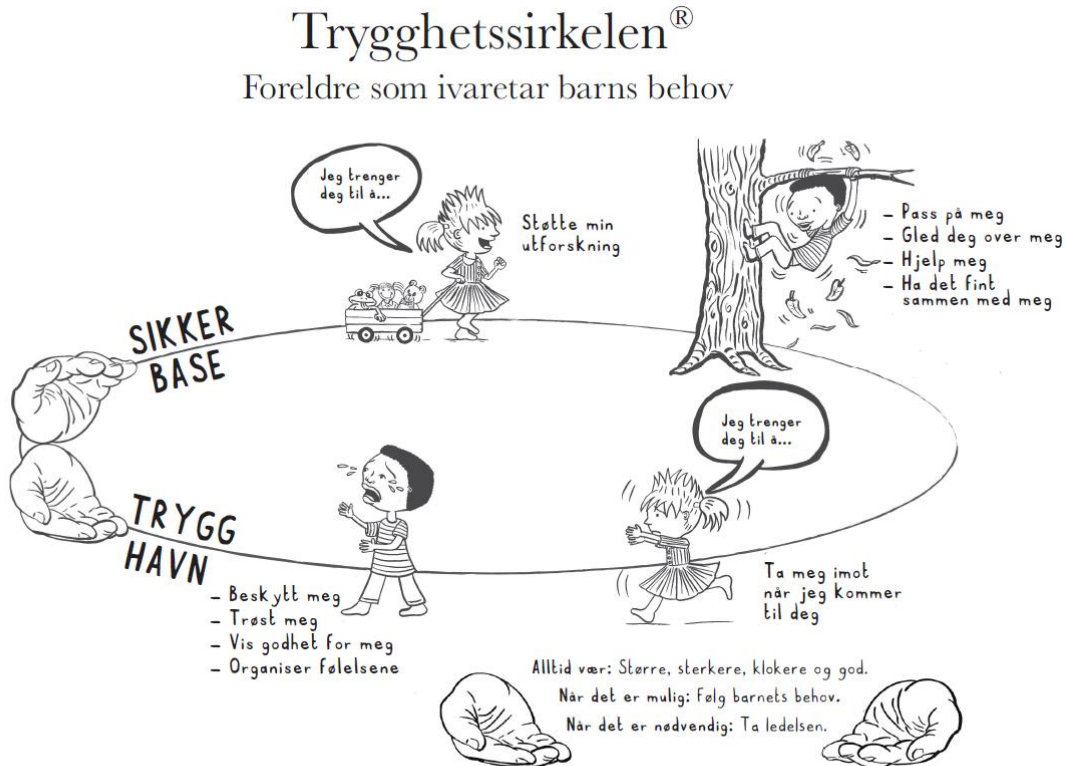 Trygghetssirkelen®
Foreldre som ivaretar barns behov
Jeg trenger
deg til å...
Støtte min
utforskning
- Pass på meg
- Gled deg over meg
- Hjelp meg
- Ha det fint
sammen med meg
SIKKER
BASE
Jeg trenger
deg til å...
Ta meg imot
når jeg kommer
til deg
TRYGG
HAVN
- Beskytt meg
- Trøst meg
- Vis godhet for meg
- Organiser følelsene
Alltid vær: Større, sterkere, klokere og god.
Når det er mulig: Følg barnets behov.
Når det er nødvendig: Ta ledelsen.